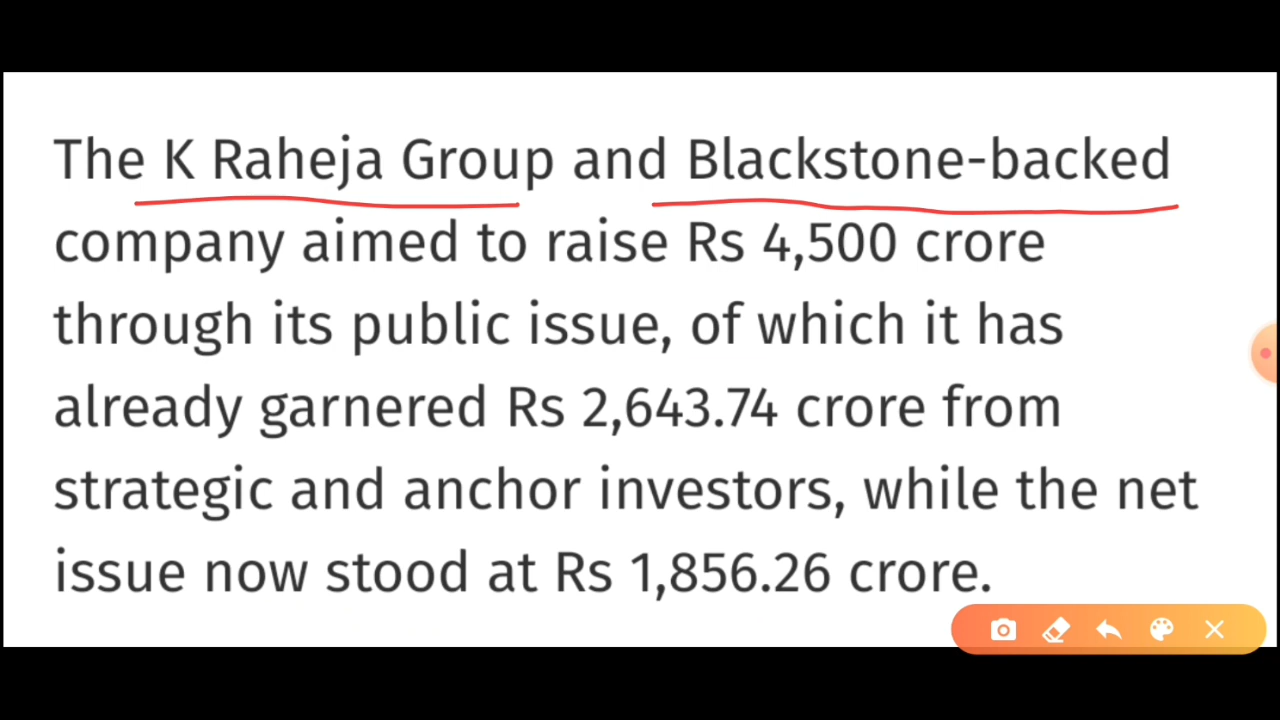 The K Raheja Group and Blackstone-backed
company aimed to raise Rs 4,500 crore
through its public issue, of which it has
already garnered Rs 2,643.74 crore from
strategic and anchor investors, while the net
issue now stood at Rs 1,856.26 crore.